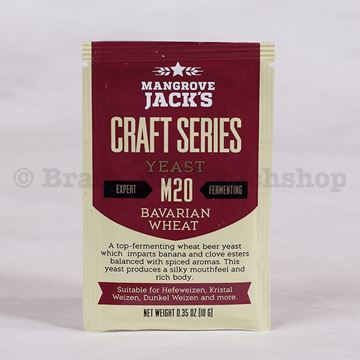 MANGROVE
JACK'S
CRAFT SERIES
YEAST
EXPERT M20 FERMENTING
BAVARIAN
WHEAT
A top-fermenting wheat beer yeast
which imparts banana and clove esters
balanced with spiced aromas. This
yeast produces a silky mouthfeel and
rich body.
Suitable for Hefeweizen, Kristal
Weizen, Dunkel Weizen and more.
NET WEIGHT 0.35 OZ (10 G)